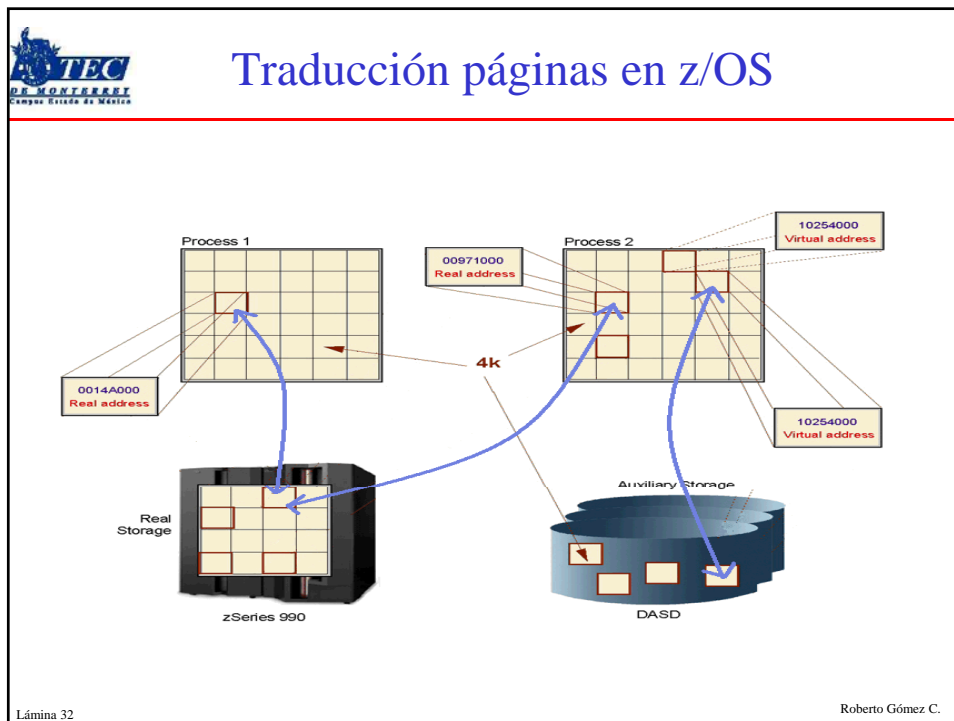 TEC
DE MONTERREY
Campus Estado de México
Traducción páginas en z/OS
Process 1
Process 2
10254000
Virtual address
00971000
Real address
4k
0014A000
Real address
10254000
Virtual address
Real
Storage
Auxiliary Storage
zSeries 990
DASD
Lámina 32
Roberto Gómez C.